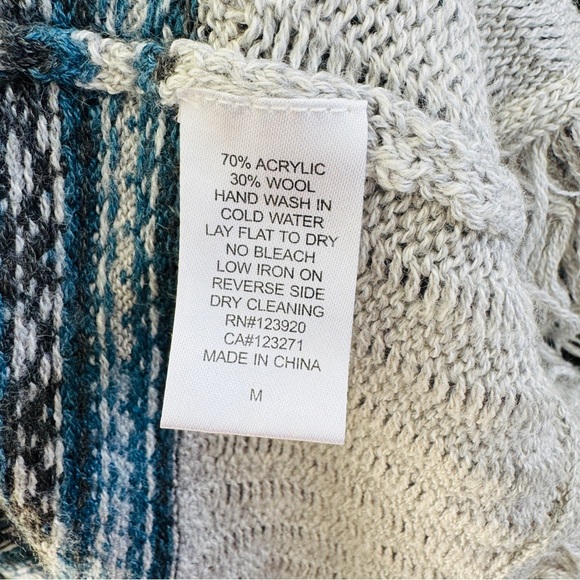 70% ACRYLIC
30% WOOL
HAND WASH IN
COLD WATER
LAY FLAT TO DRY
NO BLEACH
LOW IRON ON
REVERSE SIDE
DRY CLEANING
RN#123920
CA#123271
MADE IN CHINA
M